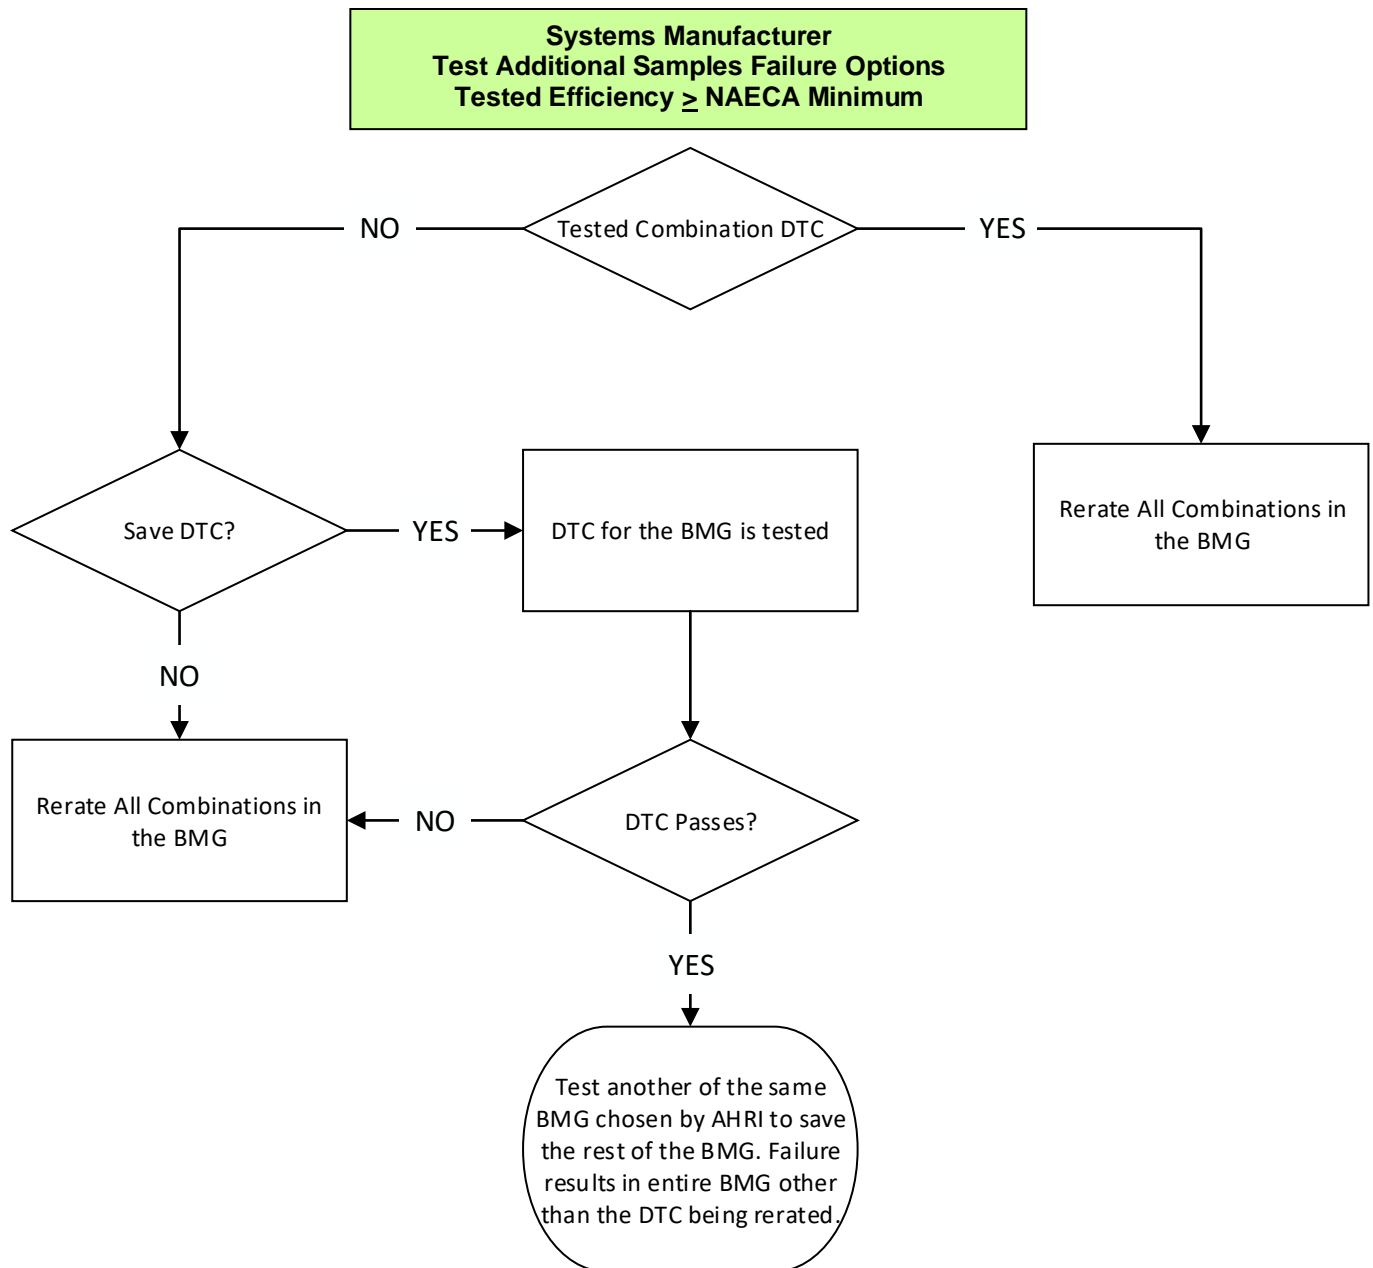 Systems Manufacturer
Test Additional Samples Failure Options
Tested Efficiency ≥ NAECA Minimum
Tested Combination DTC
NO
YES
Save DTC?
YES
DTC for the BMG is tested
Rerate All Combinations in
the BMG
NO
Rerate All Combinations in
the BMG
NO
DTC Passes?
YES
Test another of the same
BMG chosen by AHRI to save
the rest of the BMG. Failure
results in entire BMG other
than the DTC being rerated.